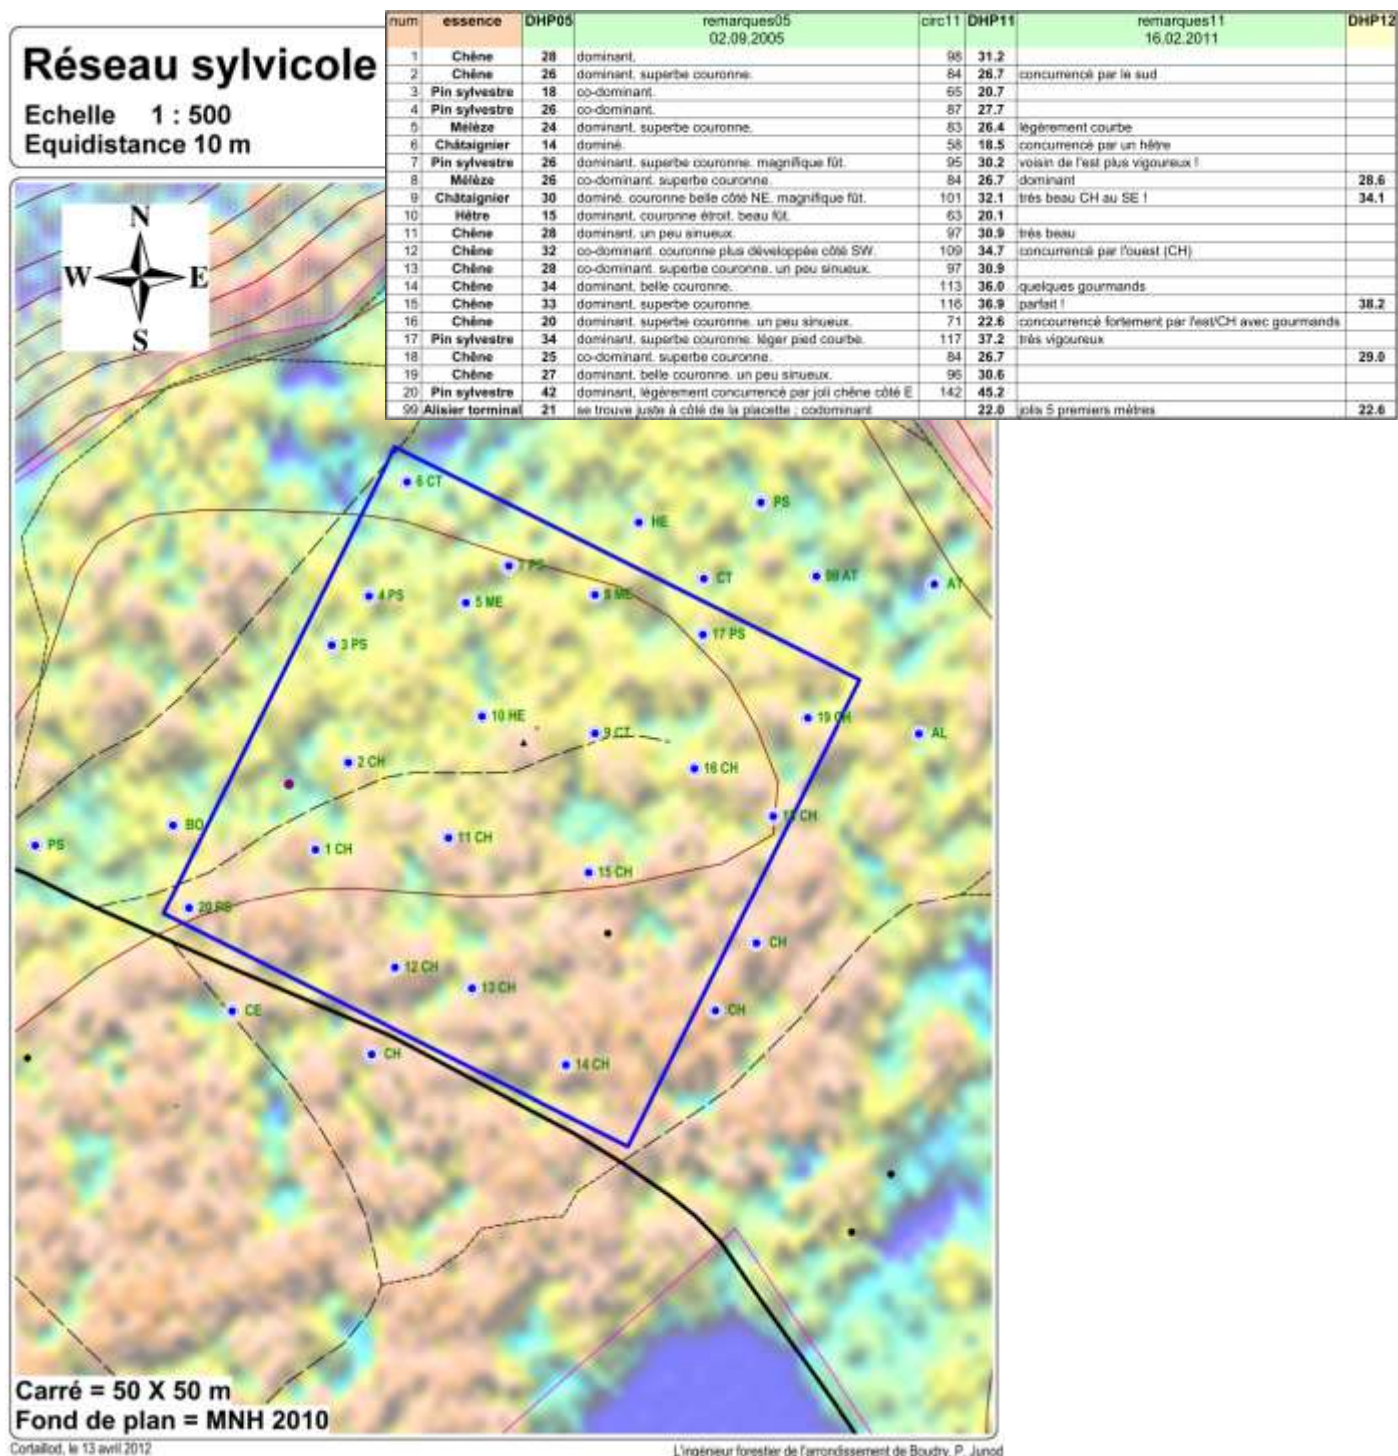 Réseau sylvicole
Echelle 1 : 500
Equidistance 10 m
num essence DHP05 remarques05 circ11 DHP11 remarques11 DHP12
02.09.2005 16.02.2011
1 Chêne 28 dominant. 98 31.2
2 Chêne 26 dominant. superbe couronne. 84 26.7 concurrencé par le sud
3 Pin sylvestre 18 co-dominant. 65 20.7
4 Pin sylvestre 26 co-dominant. 87 27.7
5 Mélèze 24 dominant. superbe couronne. 83 26.4 légèrement courbe
6 Châtaignier 14 dominé. 58 18.5 concurrencé par un hêtre
7 Pin sylvestre 26 dominant. superbe couronne. magnifique fût. 95 30.2 voisin de l'est plus vigoureux !
8 Mélèze 26 co-dominant. superbe couronne. 84 26.7 dominant 28.6
9 Châtaignier 30 dominé. couronne belle côté NE. magnifique fût. 101 32.1 très beau CH au SE ! 34.1
10 Hêtre 15 dominant. couronne étroit. beau fût. 63 20.1
11 Chêne 28 dominant. un peu sinueux. 97 30.9 très beau
12 Chêne 32 co-dominant. couronne plus développée côté SW. 109 34.7 concurrencé par l'ouest (CH)
13 Chêne 28 co-dominant. superbe couronne. un peu sinueux. 97 30.9
14 Chêne 34 dominant. belle couronne. 113 36.0 quelques gourmands
15 Chêne 33 dominant. superbe couronne. 116 36.9 parfait ! 38.2
16 Chêne 20 dominant. superbe couronne. un peu sinueux. 71 22.6 concourrencé fortement par l'est/CH avec gourmands
17 Pin sylvestre 34 dominant. superbe couronne. léger pied courbe. 117 37.2 très vigoureux
18 Chêne 25 co-dominant. superbe couronne. 84 26.7 29.0
19 Chêne 27 dominant. belle couronne. un peu sinueux. 96 30.6
20 Pin sylvestre 42 dominant, légèrement concurrencé par joli chêne côté E 142 45.2
99 Alisier torminal 21 se trouve juste à côté de la placette ; codominant 22.0 jolis 5 premiers mètres 22.6
N
W E
S
6 CT
PS
HE
7 PS
CT
99 AT
AT
4 PS
5 ME
8 ME
3 PS
17 PS
10 HE
19 CH
9 CT
AL
2 CH
16 CH
BO
18 CH
PS
1 CH
11 CH
15 CH
20 PS
CH
12 CH
13 CH
CE
CH
CH
14 CH
Carré = 50 X 50 m
Fond de plan = MNH 2010
Cortaillod, le 13 avril 2012
L'ingénieur forestier de l'arrondissement de Boudry, P. Junod